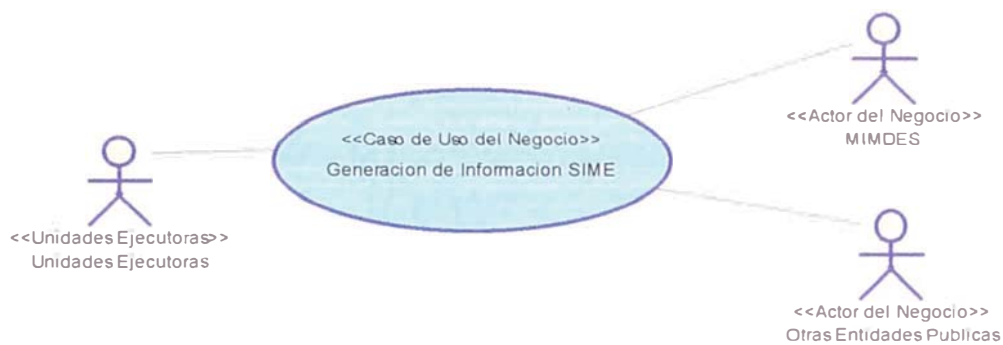 <<Actor del Negocio>>
MIMDES
<<Caso de Uso del Negocio>>
Generacion de Informacion SIME
<<Unidades Ejecutoras>>
Unidades Ejecutoras
<<Actor del Negocio>>
Otras Entidades Publicas